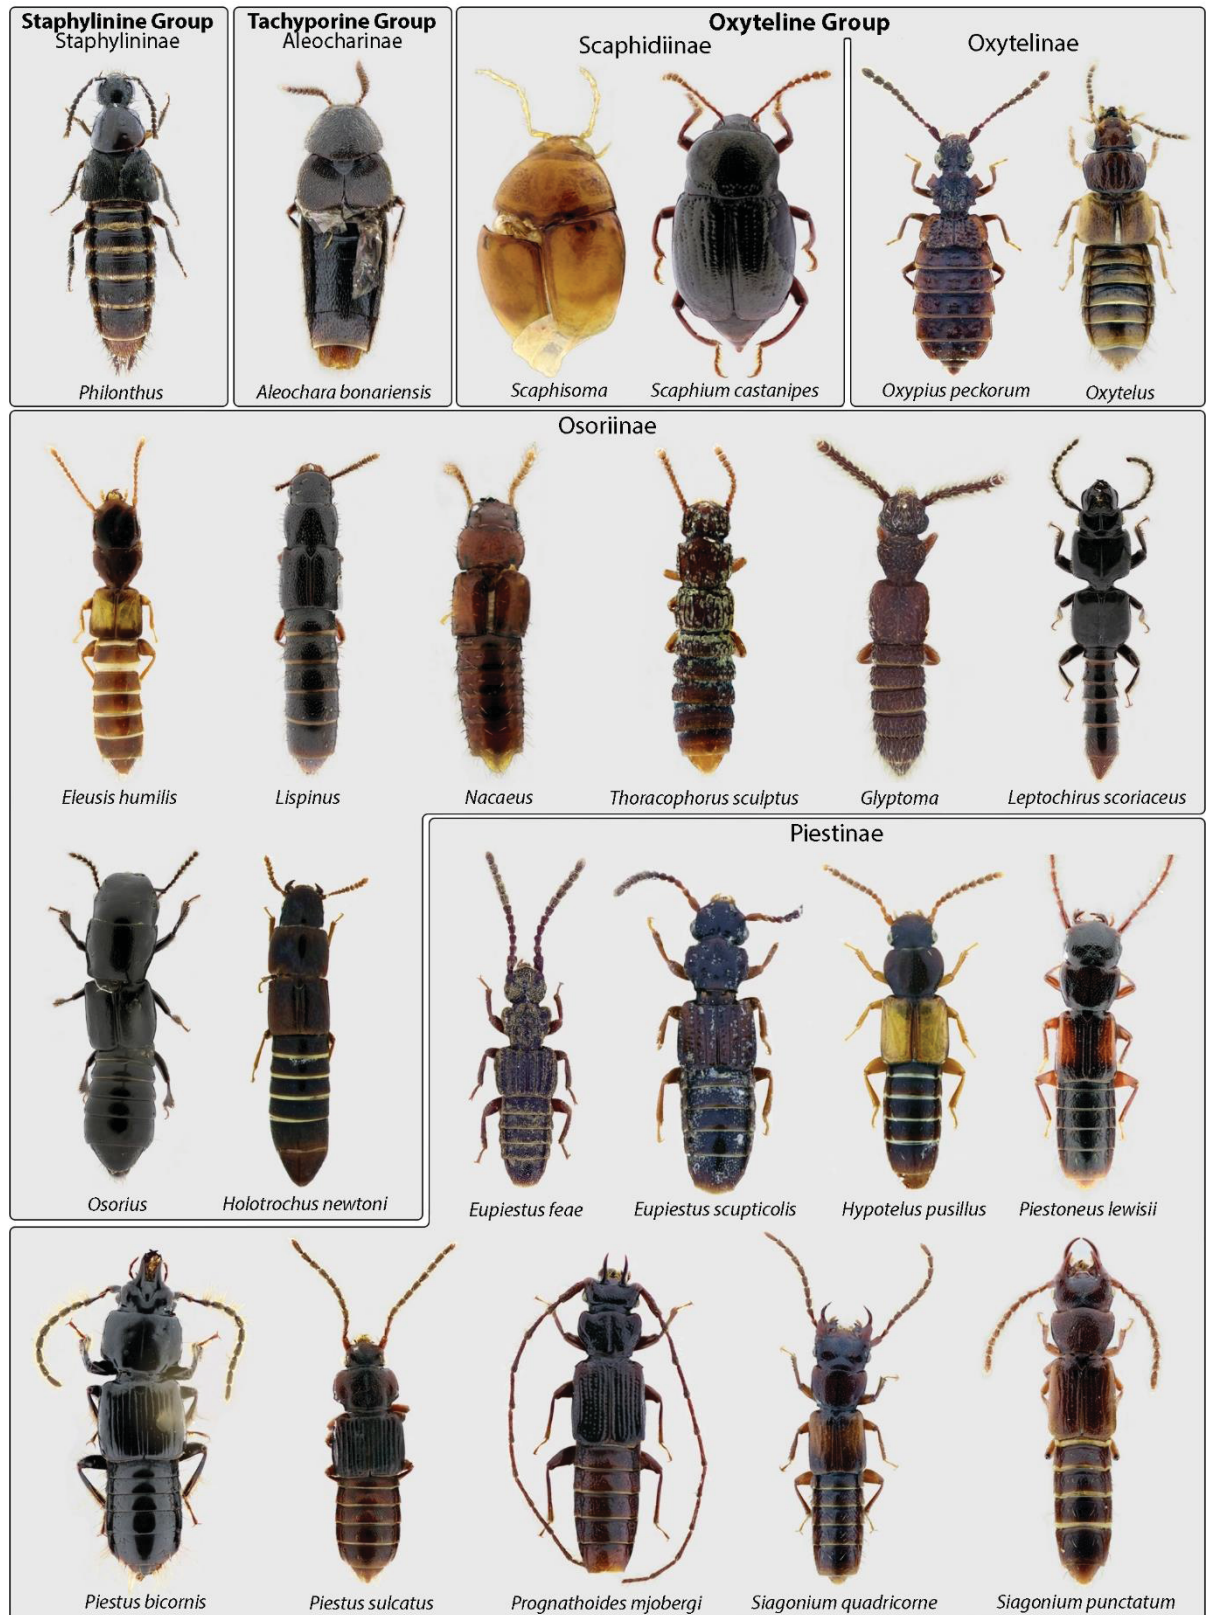 Staphylinine Group
Staphylininae
Philonthus
Tachyporine Group
Aleocharinae
Aleochara bonariensis
Oxyteline Group
Scaphidiinae
Oxytelinae
Scaphisoma
Scaphium castanipes
Oxypius peckorum
Oxytelus
Osoriinae
Eleusis humilis
Lispinus
Nacaeus
Thoracophorus sculptus
Glyptoma
Leptochirus scoriaceus
Osorius
Holotrochus newtoni
Piestinae
Eupiestus feae
Eupiestus scupticolis
Hypotelus pusillus
Piestoneus lewisii
Piestus bicornis
Piestus sulcatus
Prognathoides mjobergi
Siagonium quadricorne
Siagonium punctatum